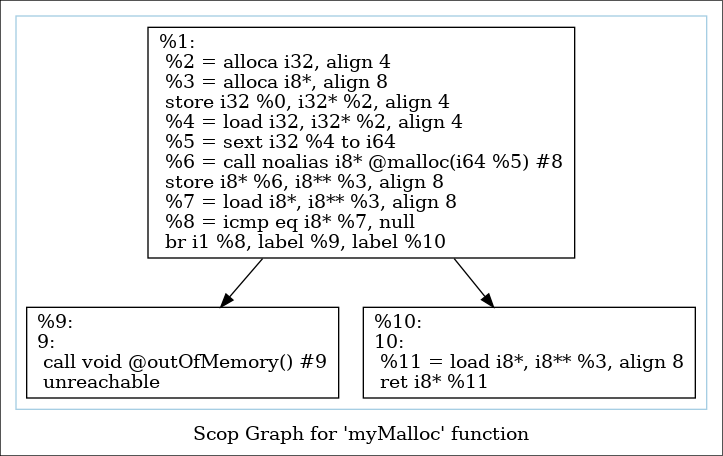 %1:
%2 = alloca i32, align 4
%3 = alloca i8*, align 8
store i32 %0, i32* %2, align 4
%4 = load i32, i32* %2, align 4
%5 = sext i32 %4 to i64
%6 = call noalias i8* @malloc(i64 %5) #8
store i8* %6, i8** %3, align 8
%7 = load i8*, i8** %3, align 8
%8 = icmp eq i8* %7, null
br i1 %8, label %9, label %10
%9:
9:
call void @outOfMemory() #9
unreachable
%10:
10:
%11 = load i8*, i8** %3, align 8
ret i8* %11
Scop Graph for 'myMalloc' function